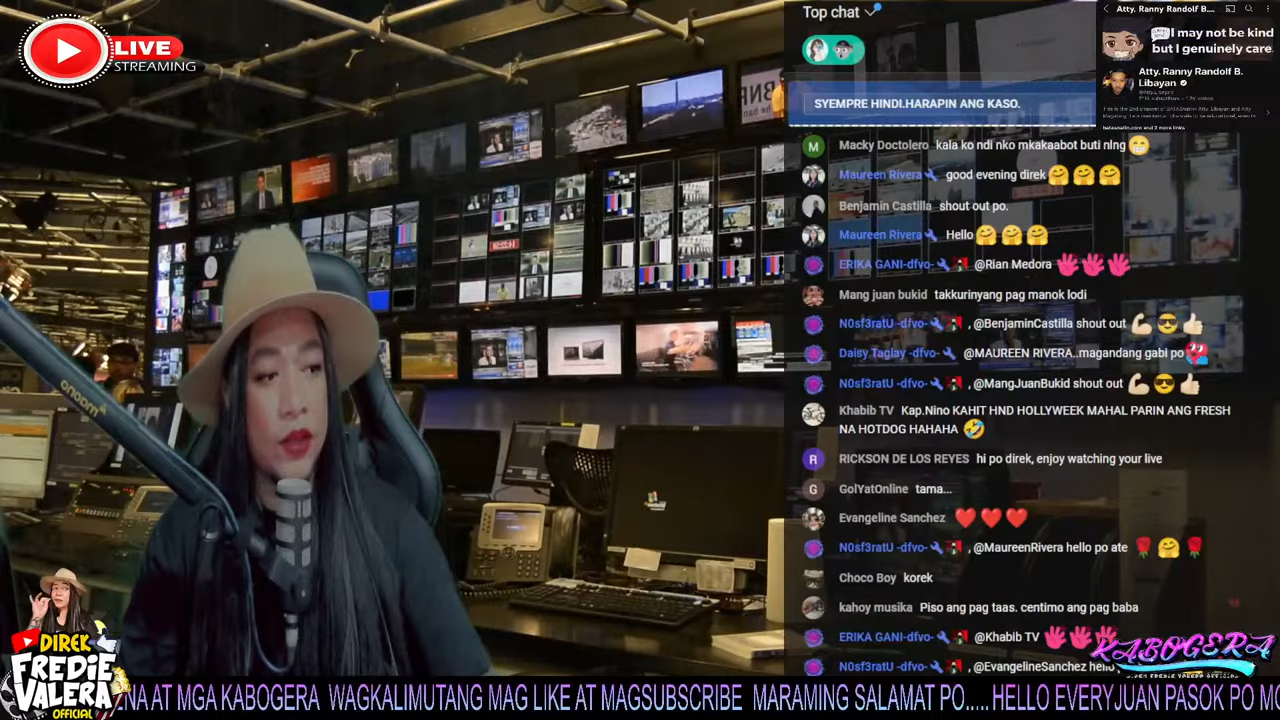 LIVE
STREAMING
Top chat
SYEMPRE HINDI.HARAPIN ANG KASO.
Atty. Ranny Randolf B...
I may not be kind
but I genuinely care.
Atty. Ranny Randolf B.
Libayan
M Macky Doctolero kala ko ndi nko mkakaabot buti nlng
Maureen Rivera good evening direk
Benjamin Castilla shout out po.
Maureen Rivera Hello
ERIKA GANI-dfvo- @Rian Medora
Mang juan bukid takkurinyang pag manok lodi
N0sf3ratU -dfvo- , @BenjaminCastilla shout out
Daisy Taglay -dfvo- @MAUREEN RIVERA..magandang gabi po
N0sf3ratU -dfvo- , @MangJuanBukid shout out
Khabib TV Kap.Nino KAHIT HND HOLLYWEEK MAHAL PARIN ANG FRESH
NA HOTDOG HAHAHA
R RICKSON DE LOS REYES hi po direk, enjoy watching your live
G GolYatOnline tama...
Evangeline Sanchez
N0sf3ratU -dfvo- , @MaureenRivera hello po ate
Choco Boy korek
kahoy musika Piso ang pag taas. centimo ang pag baba
ERIKA GANI-dfvo- @Khabib TV
N0sf3ratU -dfvo- , @EvangelineSanchez
KABOGERA
DIREK
FREDIE
VALERA
OFFICIAL
NA AT MGA KABOGERA WAGKALIMUTANG MAG LIKE AT MAGSUBSCRIBE MARAMING SALAMAT PO..... HELLO EVERYJUAN PASOK PO